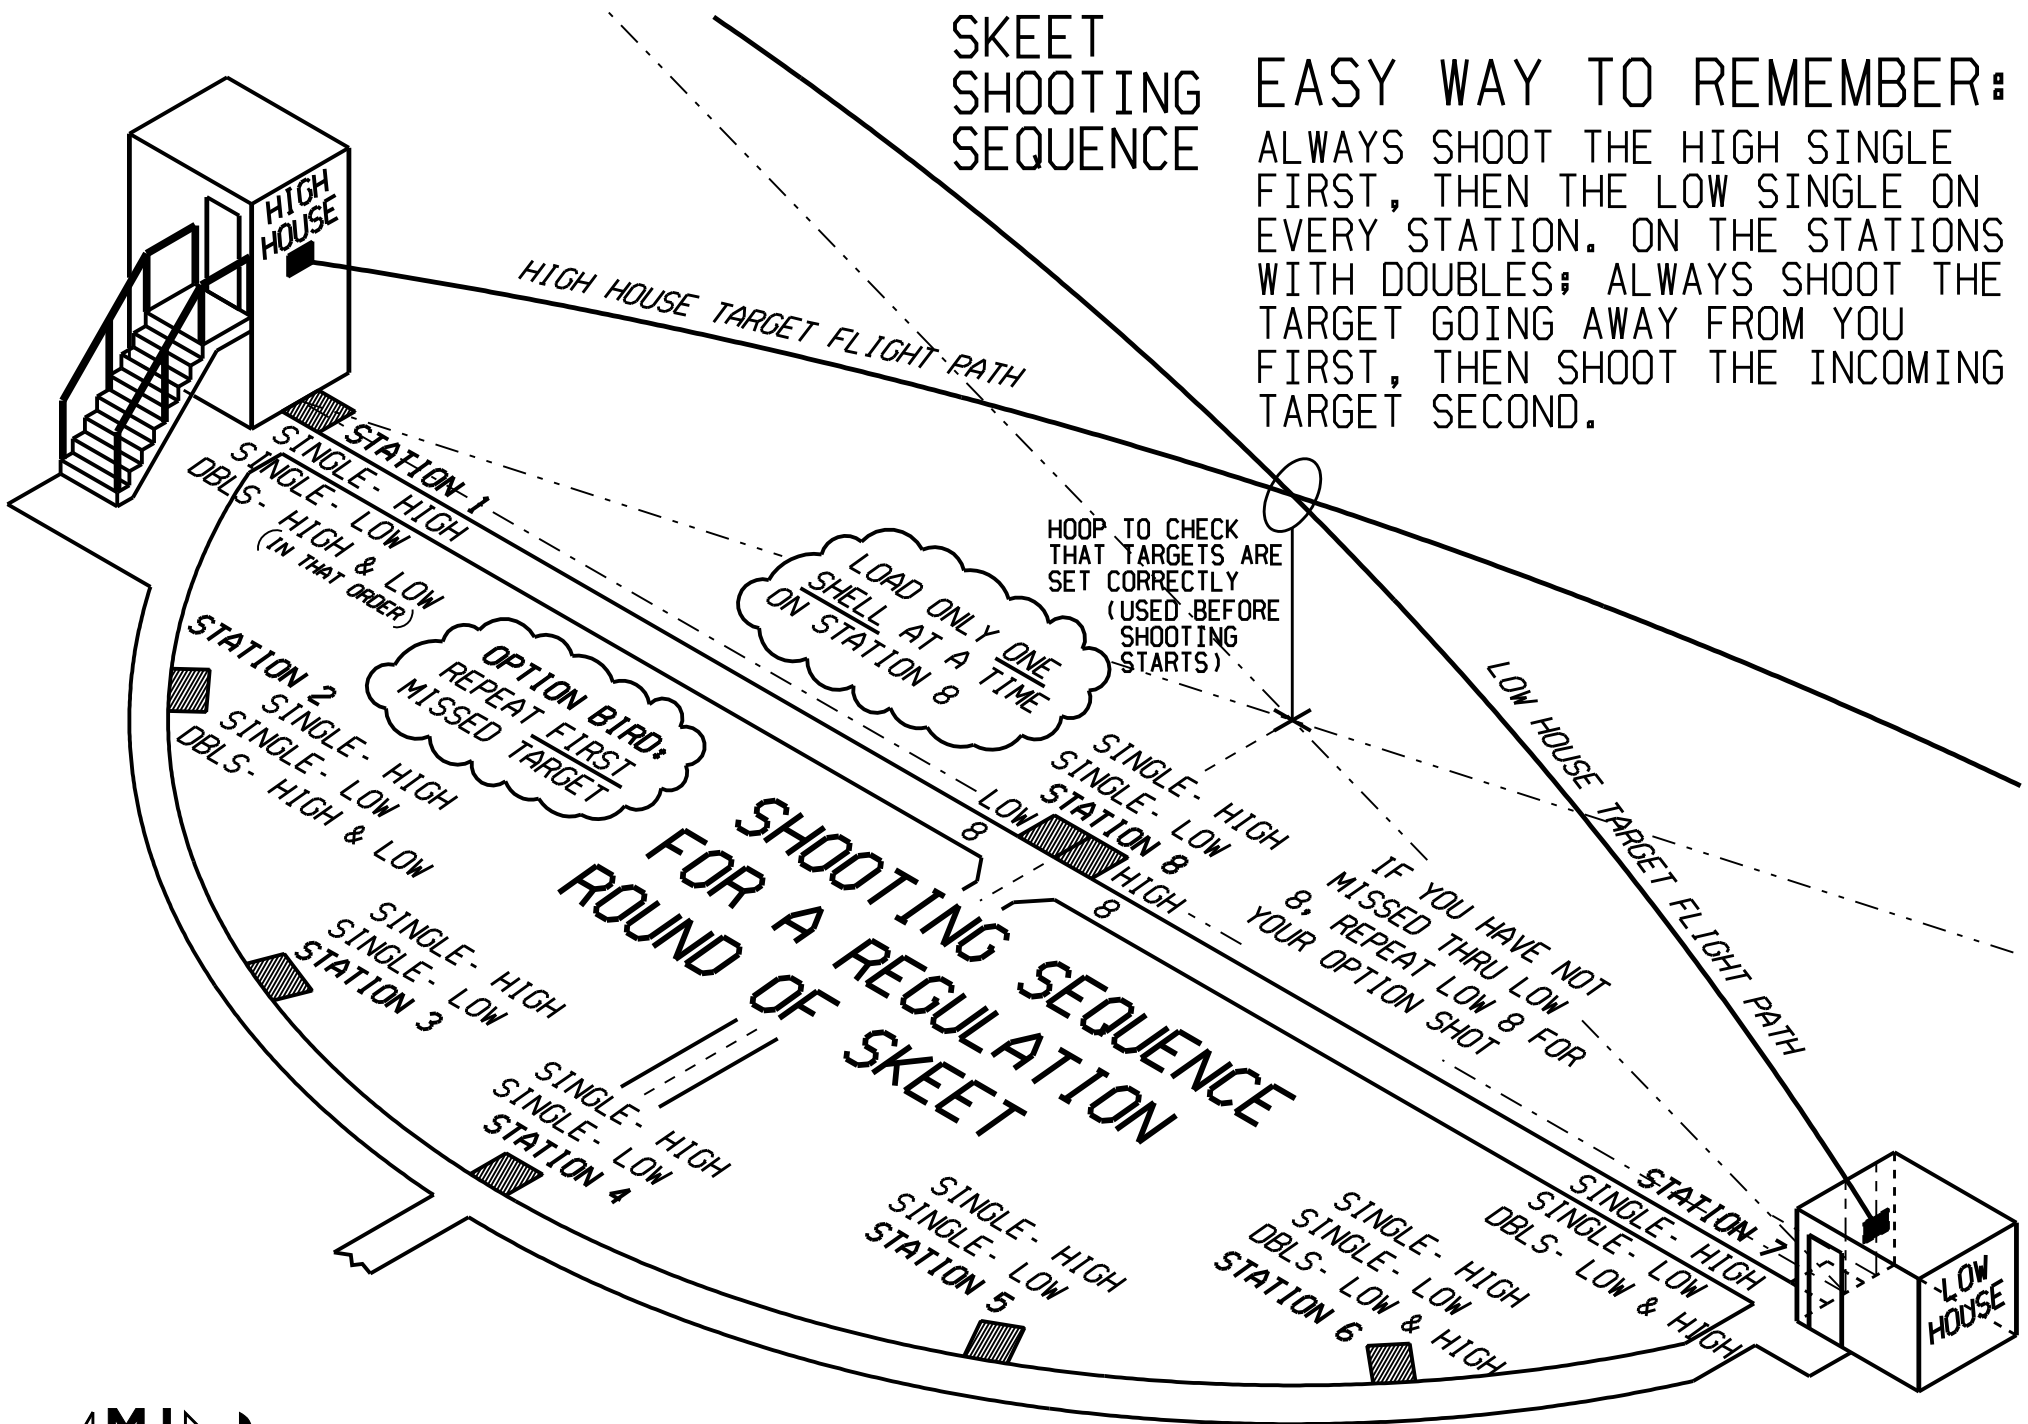 SKEET
SHOOTING
SEQUENCE
EASY WAY TO REMEMBER:
ALWAYS SHOOT THE HIGH SINGLE
FIRST, THEN THE LOW SINGLE ON
EVERY STATION. ON THE STATIONS
WITH DOUBLES; ALWAYS SHOOT THE
TARGET GOING AWAY FROM YOU
FIRST, THEN SHOOT THE INCOMING
TARGET SECOND.
HIGH
HOUSE
HIGH HOUSE TARGET FLIGHT PATH
STATION 1
SINGLE- HIGH
SINGLE- LOW
DBLS- HIGH & LOW
(IN THAT ORDER)
HOOP TO CHECK
THAT TARGETS ARE
SET CORRECTLY
(USED BEFORE
SHOOTING
STARTS)
LOAD ONLY ONE
SHELL AT A TIME
ON STATION 8
OPTION BIRD:
REPEAT FIRST
MISSED TARGET
STATION 2
SINGLE- HIGH
SINGLE- LOW
DBLS- HIGH & LOW
LOW HOUSE TARGET FLIGHT PATH
SINGLE- HIGH
SINGLE- LOW
STATION 8
LOW
8
HIGH
8
SHOOTING SEQUENCE
FOR A REGULATION
ROUND OF SKEET
IF YOU HAVE NOT
MISSED THRU LOW
8, REPEAT LOW 8 FOR
YOUR OPTION SHOT
SINGLE- HIGH
SINGLE- LOW
STATION 3
SINGLE- HIGH
SINGLE- LOW
STATION 4
SINGLE- HIGH
SINGLE- LOW
STATION 5
SINGLE- HIGH
SINGLE- LOW
DBLS- LOW & HIGH
STATION 6
STATION 7
SINGLE- HIGH
SINGLE- LOW
DBLS- LOW & HIGH
LOW
HOUSE